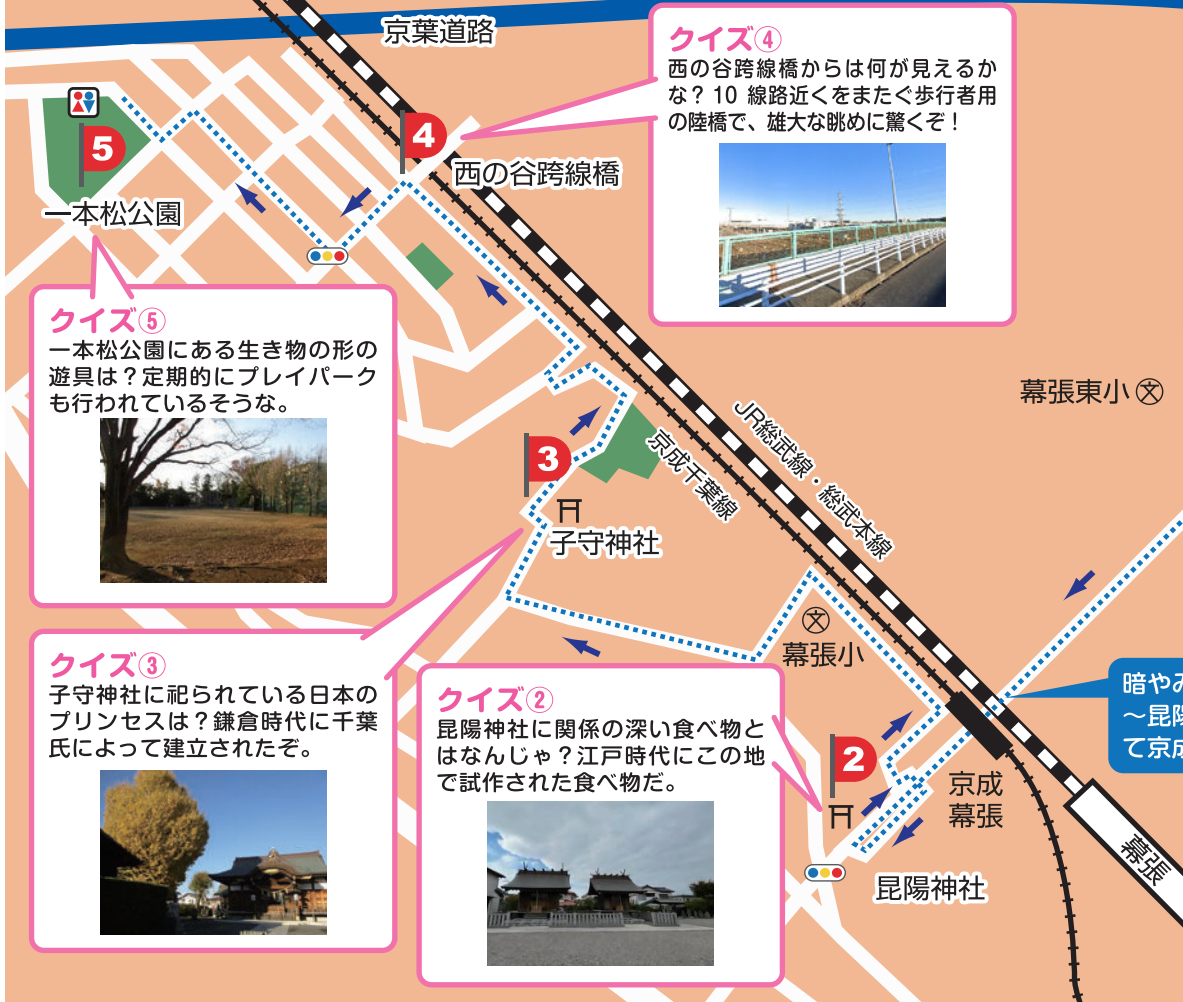 京葉道路
クイズ④
西の谷跨線橋からは何が見えるか
な？10 線路近くをまたぐ歩行者用
の陸橋で、雄大な眺めに驚くぞ！
5
4
西の谷跨線橋
一本松公園
クイズ⑤
一本松公園にある生き物の形の
遊具は？定期的にプレイパーク
も行われているそうな。
幕張東小 文
JR総武線・総武本線
京成千葉線
3
子守神社
文
幕張小
クイズ③
子守神社に祀られている日本の
プリンセスは？鎌倉時代に千葉
氏によって建立されたぞ。
クイズ②
昆陽神社に関係の深い食べ物と
はなんじゃ？江戸時代にこの地
で試作された食べ物だ。
2
暗やみ
～昆陽
て京成
京成
幕張
幕張
昆陽神社